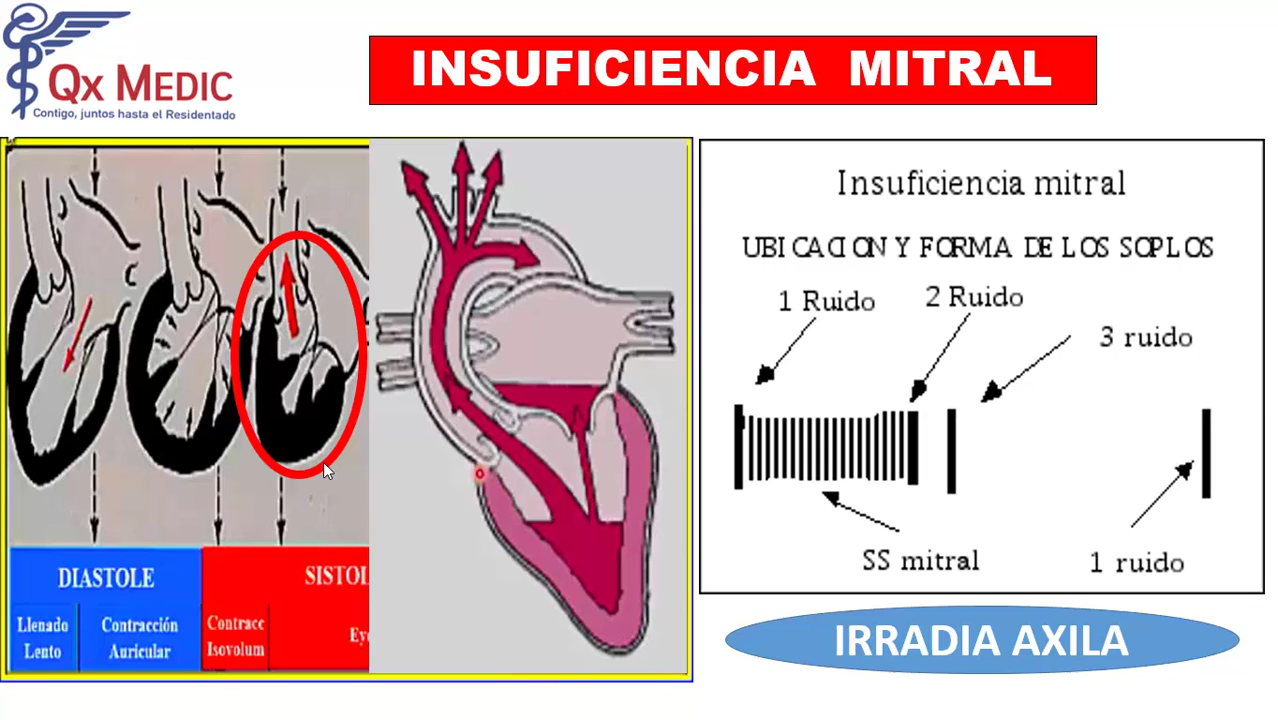 Qx MEDIC
Contigo, juntos hasta el Residentado
INSUFICIENCIA MITRAL
DIASTOLE
Llenado
Lento
Contracción
Auricular
Contracc
Isovolum
Insuficiencia mitral
UBICACION Y FORMA DE LOS SOPLOS
1 Ruido
2 Ruido
3 ruido
SS mitral
1 ruido
IRRADIA AXILA